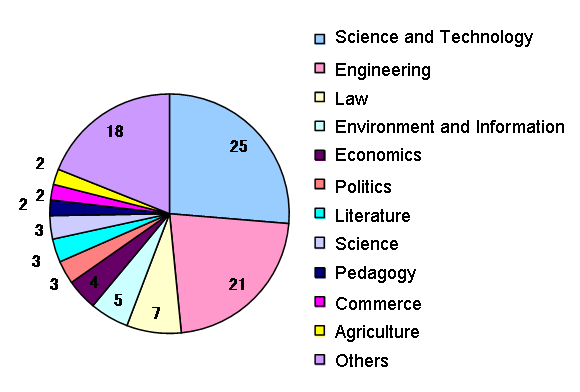 Science and Technology
Engineering
Law
Environment and Information
Economics
Politics
Literature
Science
Pedagogy
Commerce
Agriculture
Others
25
21
7
5
4
3
3
3
2
2
2
18